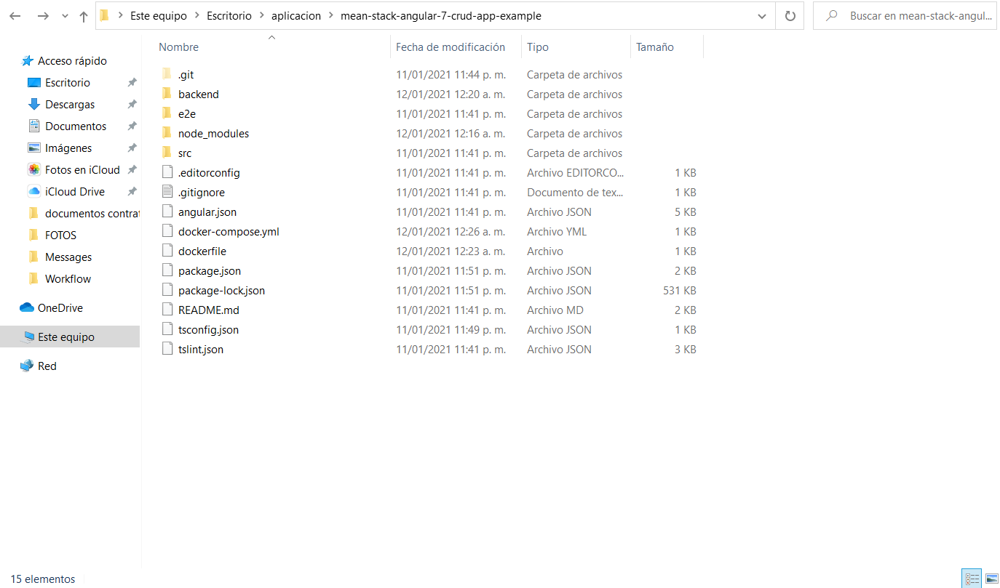 Este equipo Escritorio aplicacion mean-stack-angular-7-crud-app-example Buscar en mean-stack-angul...
Nombre Fecha de modificación Tipo Tamaño
Acceso rápido
Escritorio
Descargas
Documentos
Imágenes
Fotos en iCloud
iCloud Drive
documentos contrat
FOTOS
Messages
Workflow
OneDrive
Este equipo
Red
.git 11/01/2021 11:44 p. m. Carpeta de archivos
backend 12/01/2021 12:20 a. m. Carpeta de archivos
e2e 11/01/2021 11:41 p. m. Carpeta de archivos
node_modules 12/01/2021 12:16 a. m. Carpeta de archivos
src 11/01/2021 11:41 p. m. Carpeta de archivos
.editorconfig 11/01/2021 11:41 p. m. Archivo EDITORCO... 1 KB
.gitignore 11/01/2021 11:41 p. m. Documento de tex... 1 KB
angular.json 11/01/2021 11:41 p. m. Archivo JSON 5 KB
docker-compose.yml 12/01/2021 12:26 a. m. Archivo YML 1 KB
dockerfile 12/01/2021 12:23 a. m. Archivo 1 KB
package.json 11/01/2021 11:51 p. m. Archivo JSON 2 KB
package-lock.json 11/01/2021 11:51 p. m. Archivo JSON 531 KB
README.md 11/01/2021 11:41 p. m. Archivo MD 2 KB
tsconfig.json 11/01/2021 11:49 p. m. Archivo JSON 1 KB
tslint.json 11/01/2021 11:41 p. m. Archivo JSON 3 KB
15 elementos